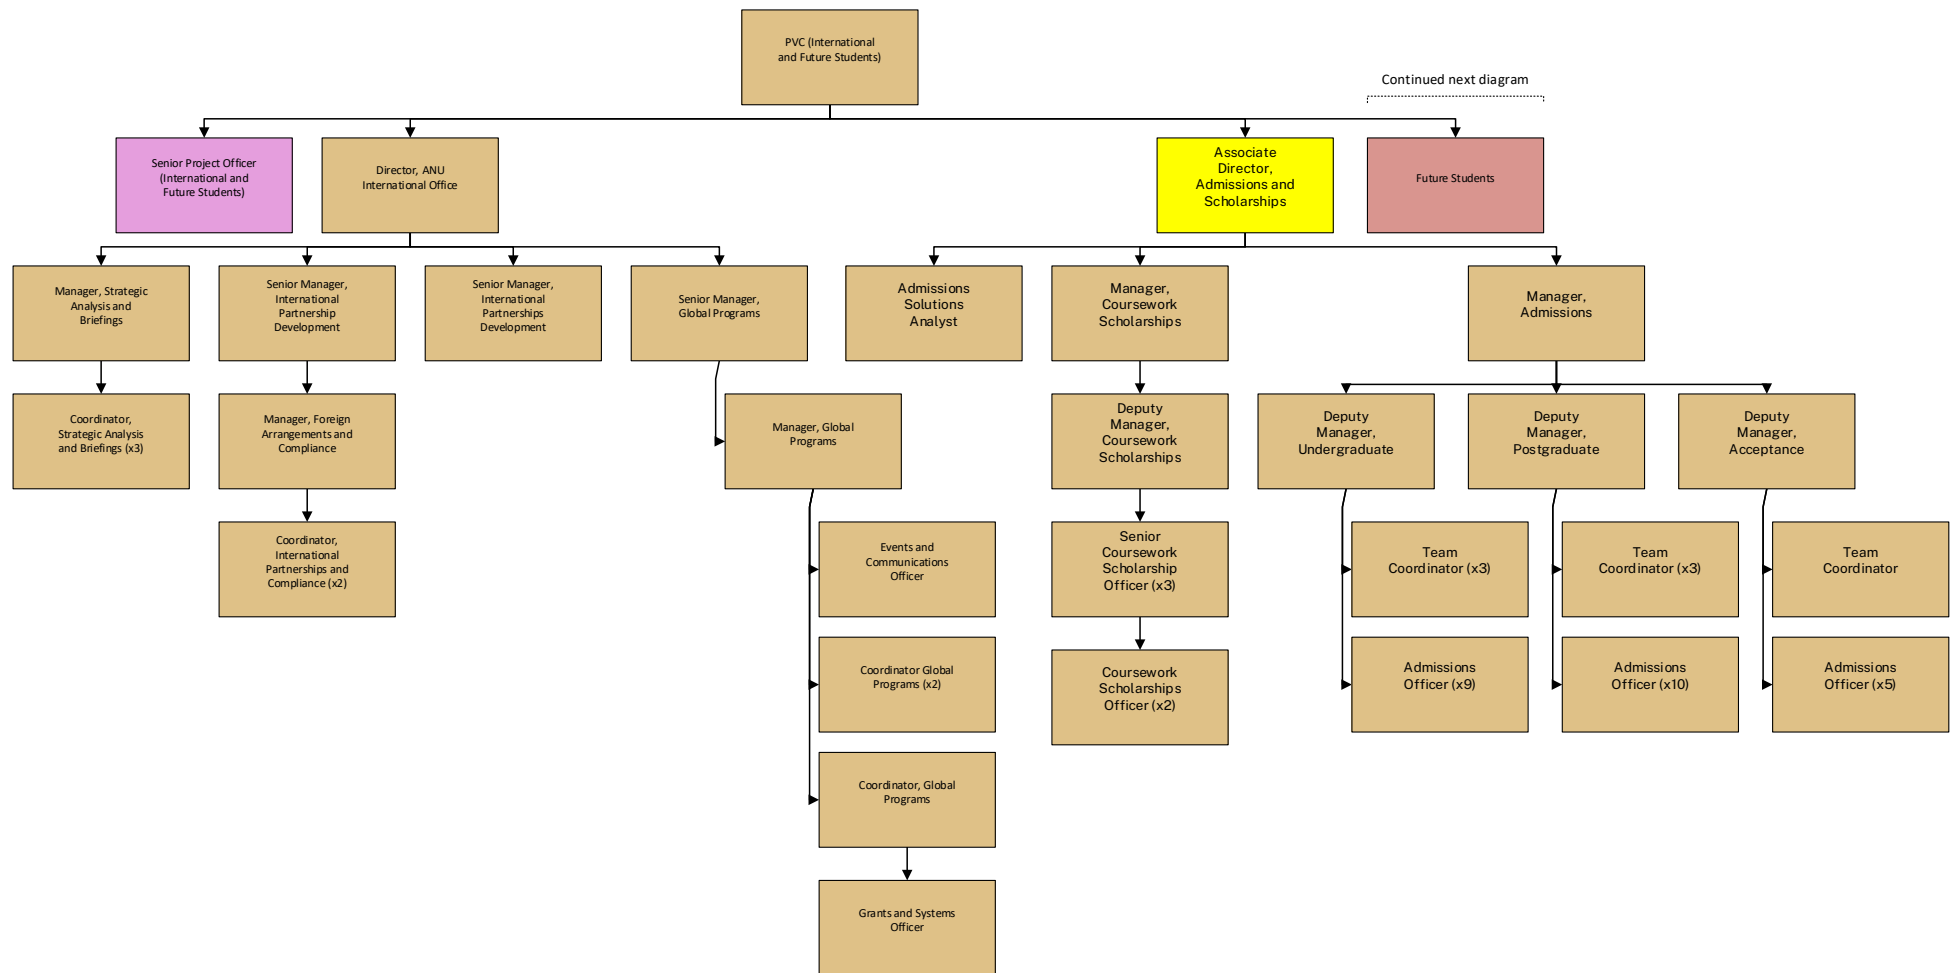 PVC (International
and Future Students)
Continued next diagram
Senior Project Officer
(International and
Future Students)
Director, ANU
International Office
Associate
Director,
Admissions and
Scholarships
Future Students
Manager, Strategic
Analysis and
Briefings
Senior Manager,
International
Partnership
Development
Senior Manager,
International
Partnerships
Development
Senior Manager,
Global Programs
Admissions
Solutions
Analyst
Manager,
Coursework
Scholarships
Manager,
Admissions
Coordinator,
Strategic Analysis
and Briefings (x3)
Manager, Foreign
Arrangements and
Compliance
Manager, Global
Programs
Deputy
Manager,
Coursework
Scholarships
Deputy
Manager,
Undergraduate
Deputy
Manager,
Postgraduate
Deputy
Manager,
Acceptance
Coordinator,
International
Partnerships and
Compliance (x2)
Events and
Communications
Officer
Senior
Coursework
Scholarship
Officer (x3)
Team
Coordinator (x3)
Team
Coordinator (x3)
Team
Coordinator
Coordinator Global
Programs (x2)
Coursework
Scholarships
Officer (x2)
Admissions
Officer (x9)
Admissions
Officer (x10)
Admissions
Officer (x5)
Coordinator, Global
Programs
Grants and Systems
Officer